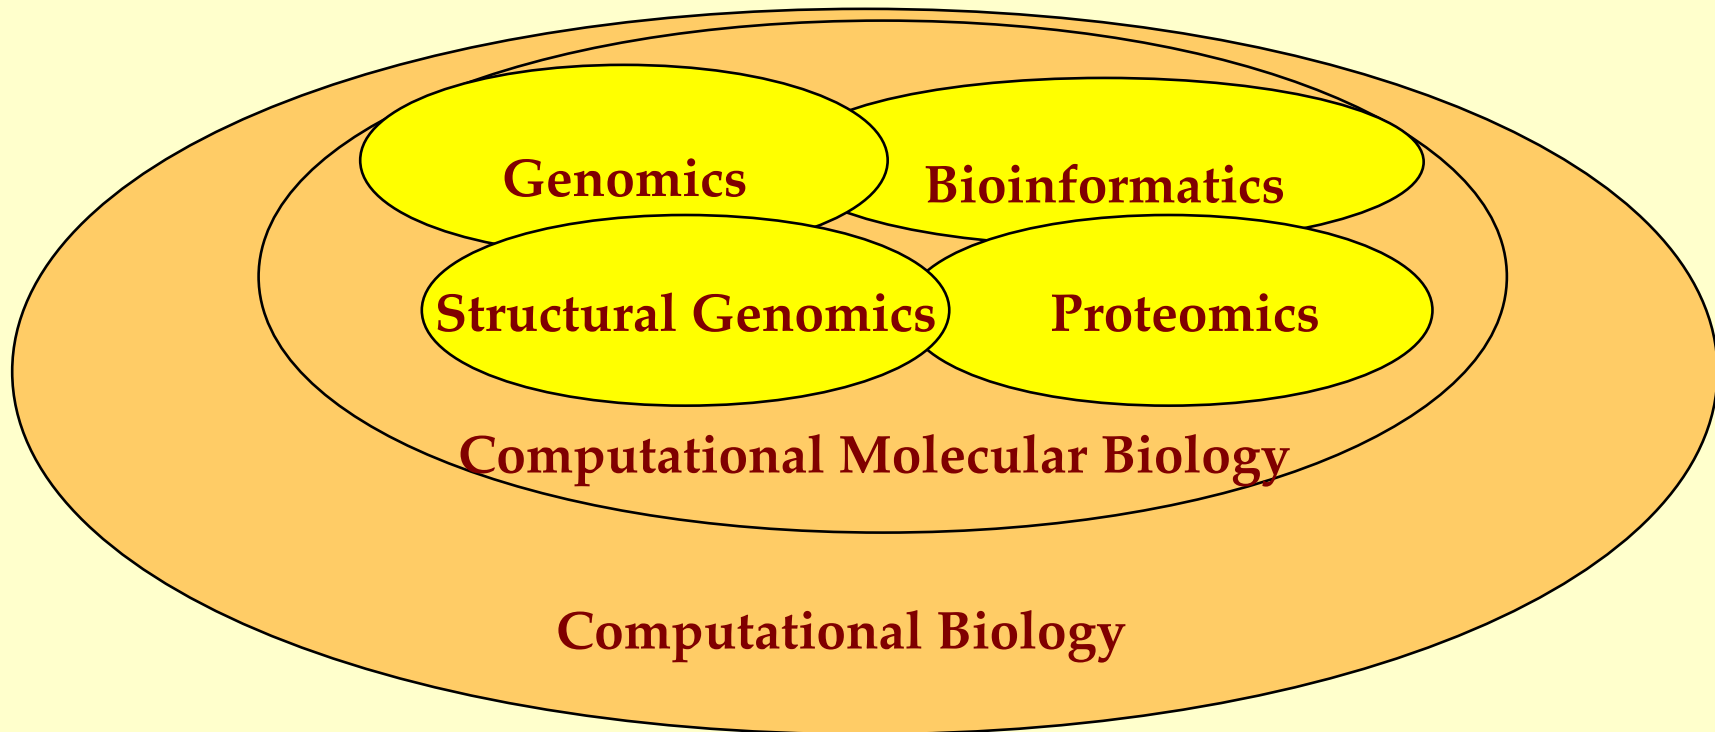 Genomics
Bioinformatics
Structural Genomics
Proteomics
Computational Molecular Biology
Computational Biology